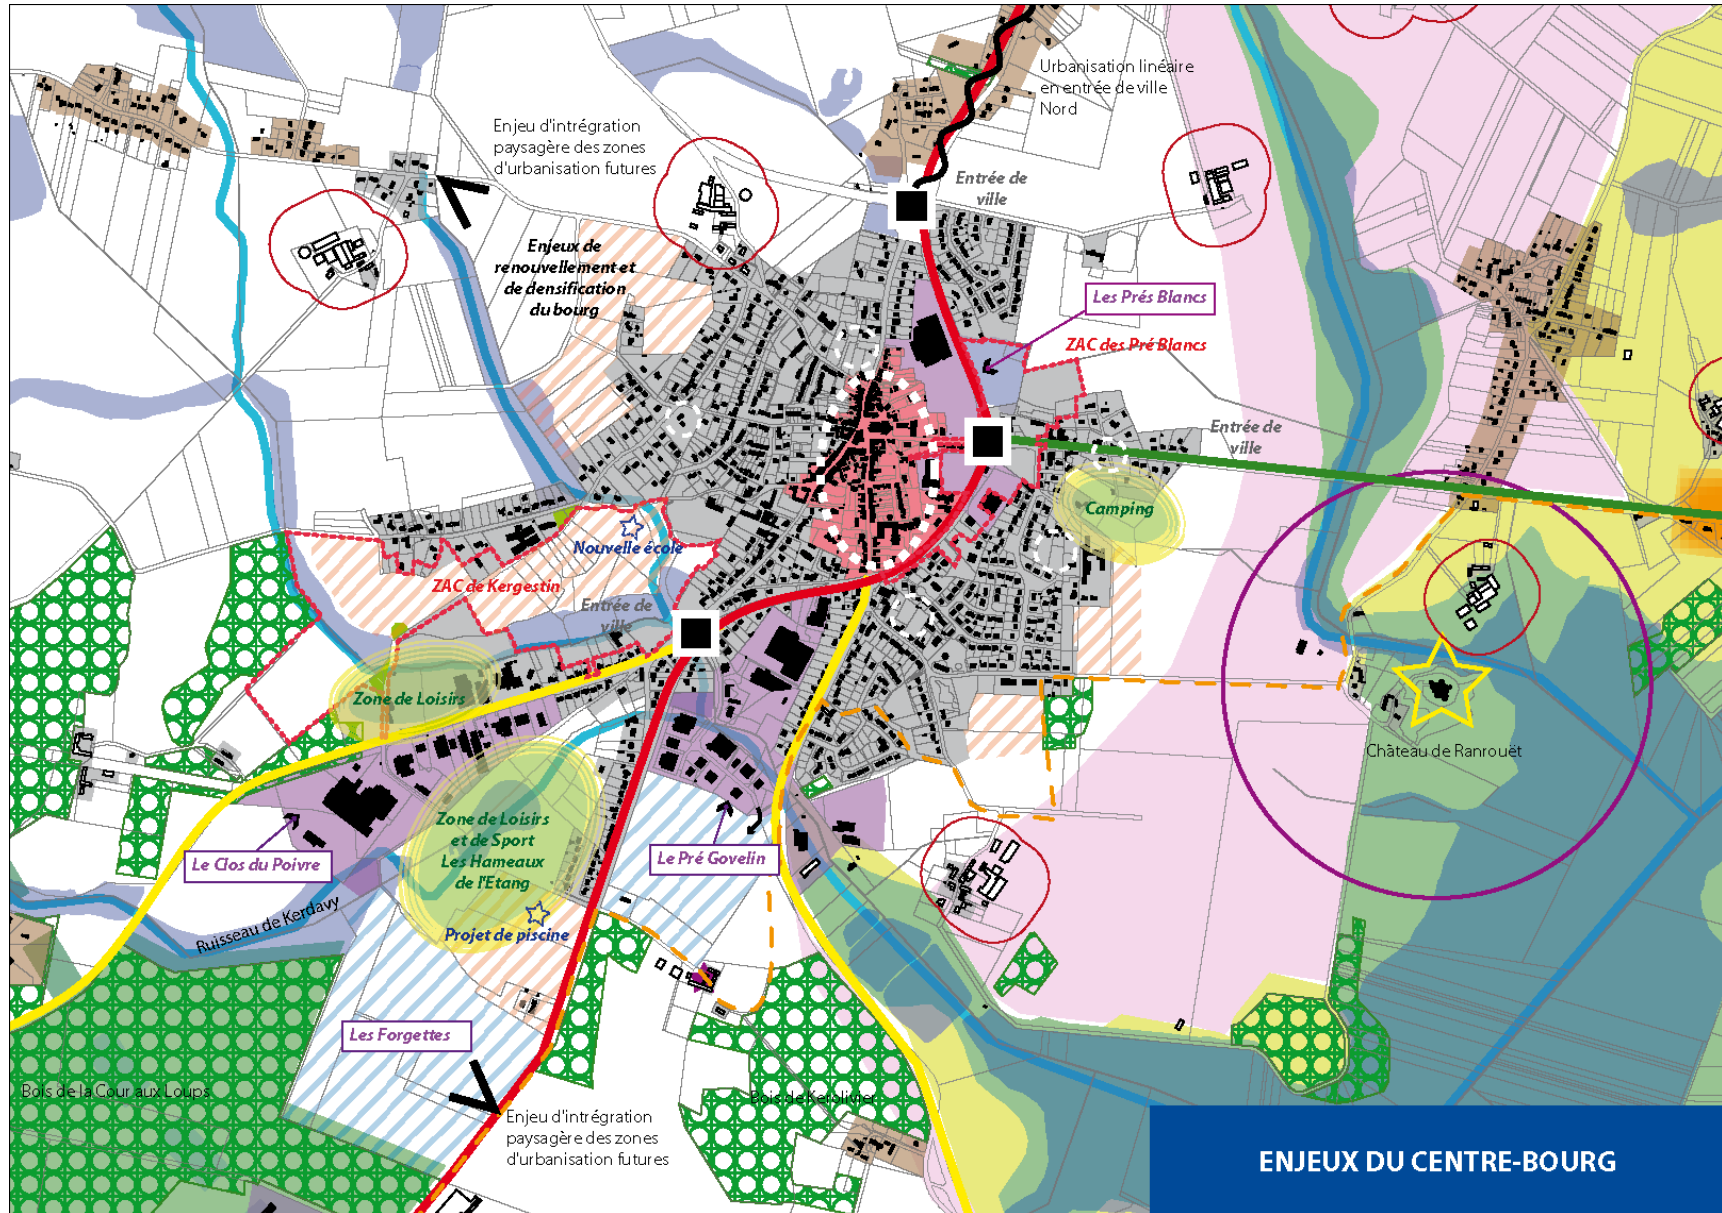 Urbanisation linéaire
en entrée de ville
Nord
Enjeu d'intrégration
paysagère des zones
d'urbanisation futures
Entrée de
ville
Enjeux de
renouvellement et
de densification
du bourg
Les Prés Blancs
ZAC des Pré Blancs
Entrée de
ville
Camping
Nouvelle école
ZAC de Kergestin
Entrée de
ville
Zone de Loisirs
Château de Ranrouët
Zone de Loisirs
et de Sport
Les Hameaux
de l'Etang
Le Clos du Poivre
Le Pré Govelin
Ruisseau de Kerdavy
Projet de piscine
Les Forgettes
Bois de la Cour aux Loups
Bois de Kerolivier
Enjeu d'intrégration
paysagère des zones
d'urbanisation futures
ENJEUX DU CENTRE-BOURG